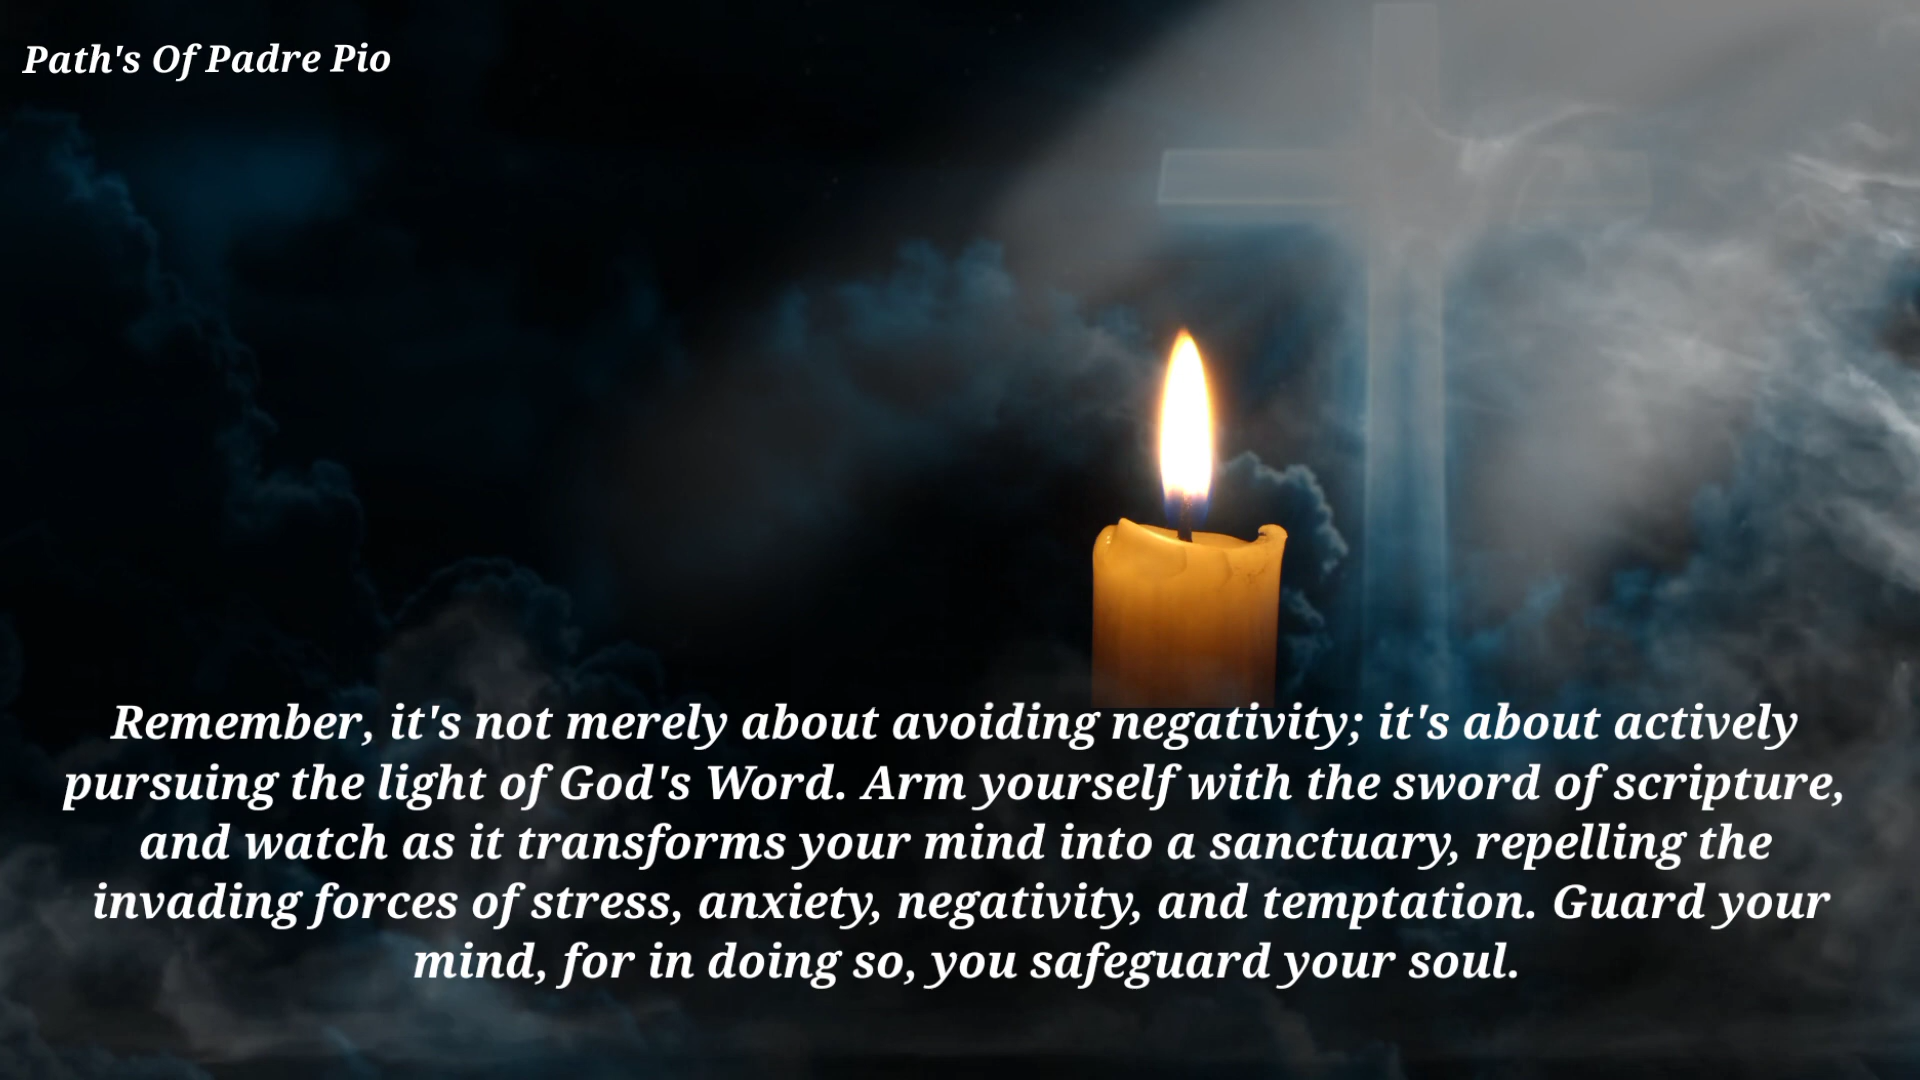 Path's Of Padre Pio
Remember, it's not merely about avoiding negativity; it's about actively
pursuing the light of God's Word. Arm yourself with the sword of scripture,
and watch as it transforms your mind into a sanctuary, repelling the
invading forces of stress, anxiety, negativity, and temptation. Guard your
mind, for in doing so, you safeguard your soul.